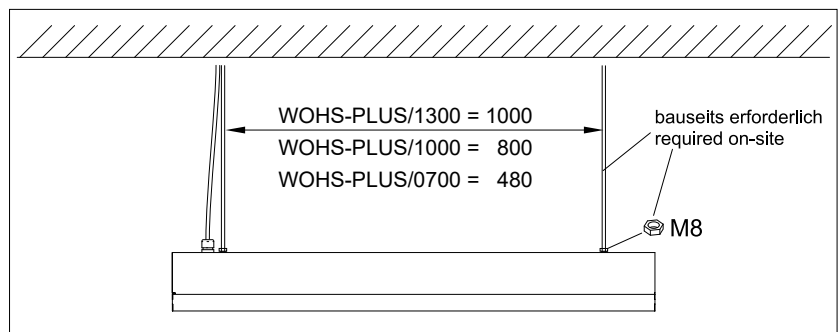 WOHS-PLUS/1300 = 1000
WOHS-PLUS/1000 = 800
WOHS-PLUS/0700 = 480
bauseits erforderlich
required on-site
M8